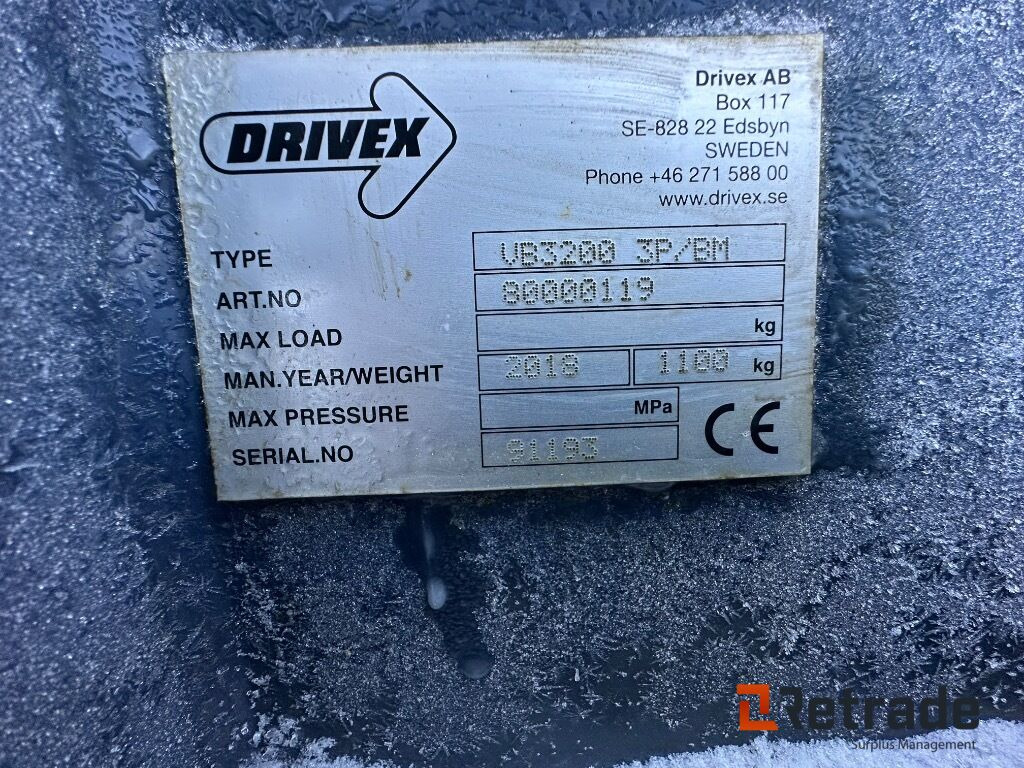 DRIVEX
Drivex AB
Box 117
SE-828 22 Edsbyn
SWEDEN
Phone +46 271 588 00
www.drivex.se
TYPE VB3200 3P/BM
ART.NO 80000119
MAX LOAD kg
MAN.YEAR/WEIGHT 2018 1100 kg
MAX PRESSURE MPa
SERIAL.NO 91193
CE
Retrade
Surplus Management